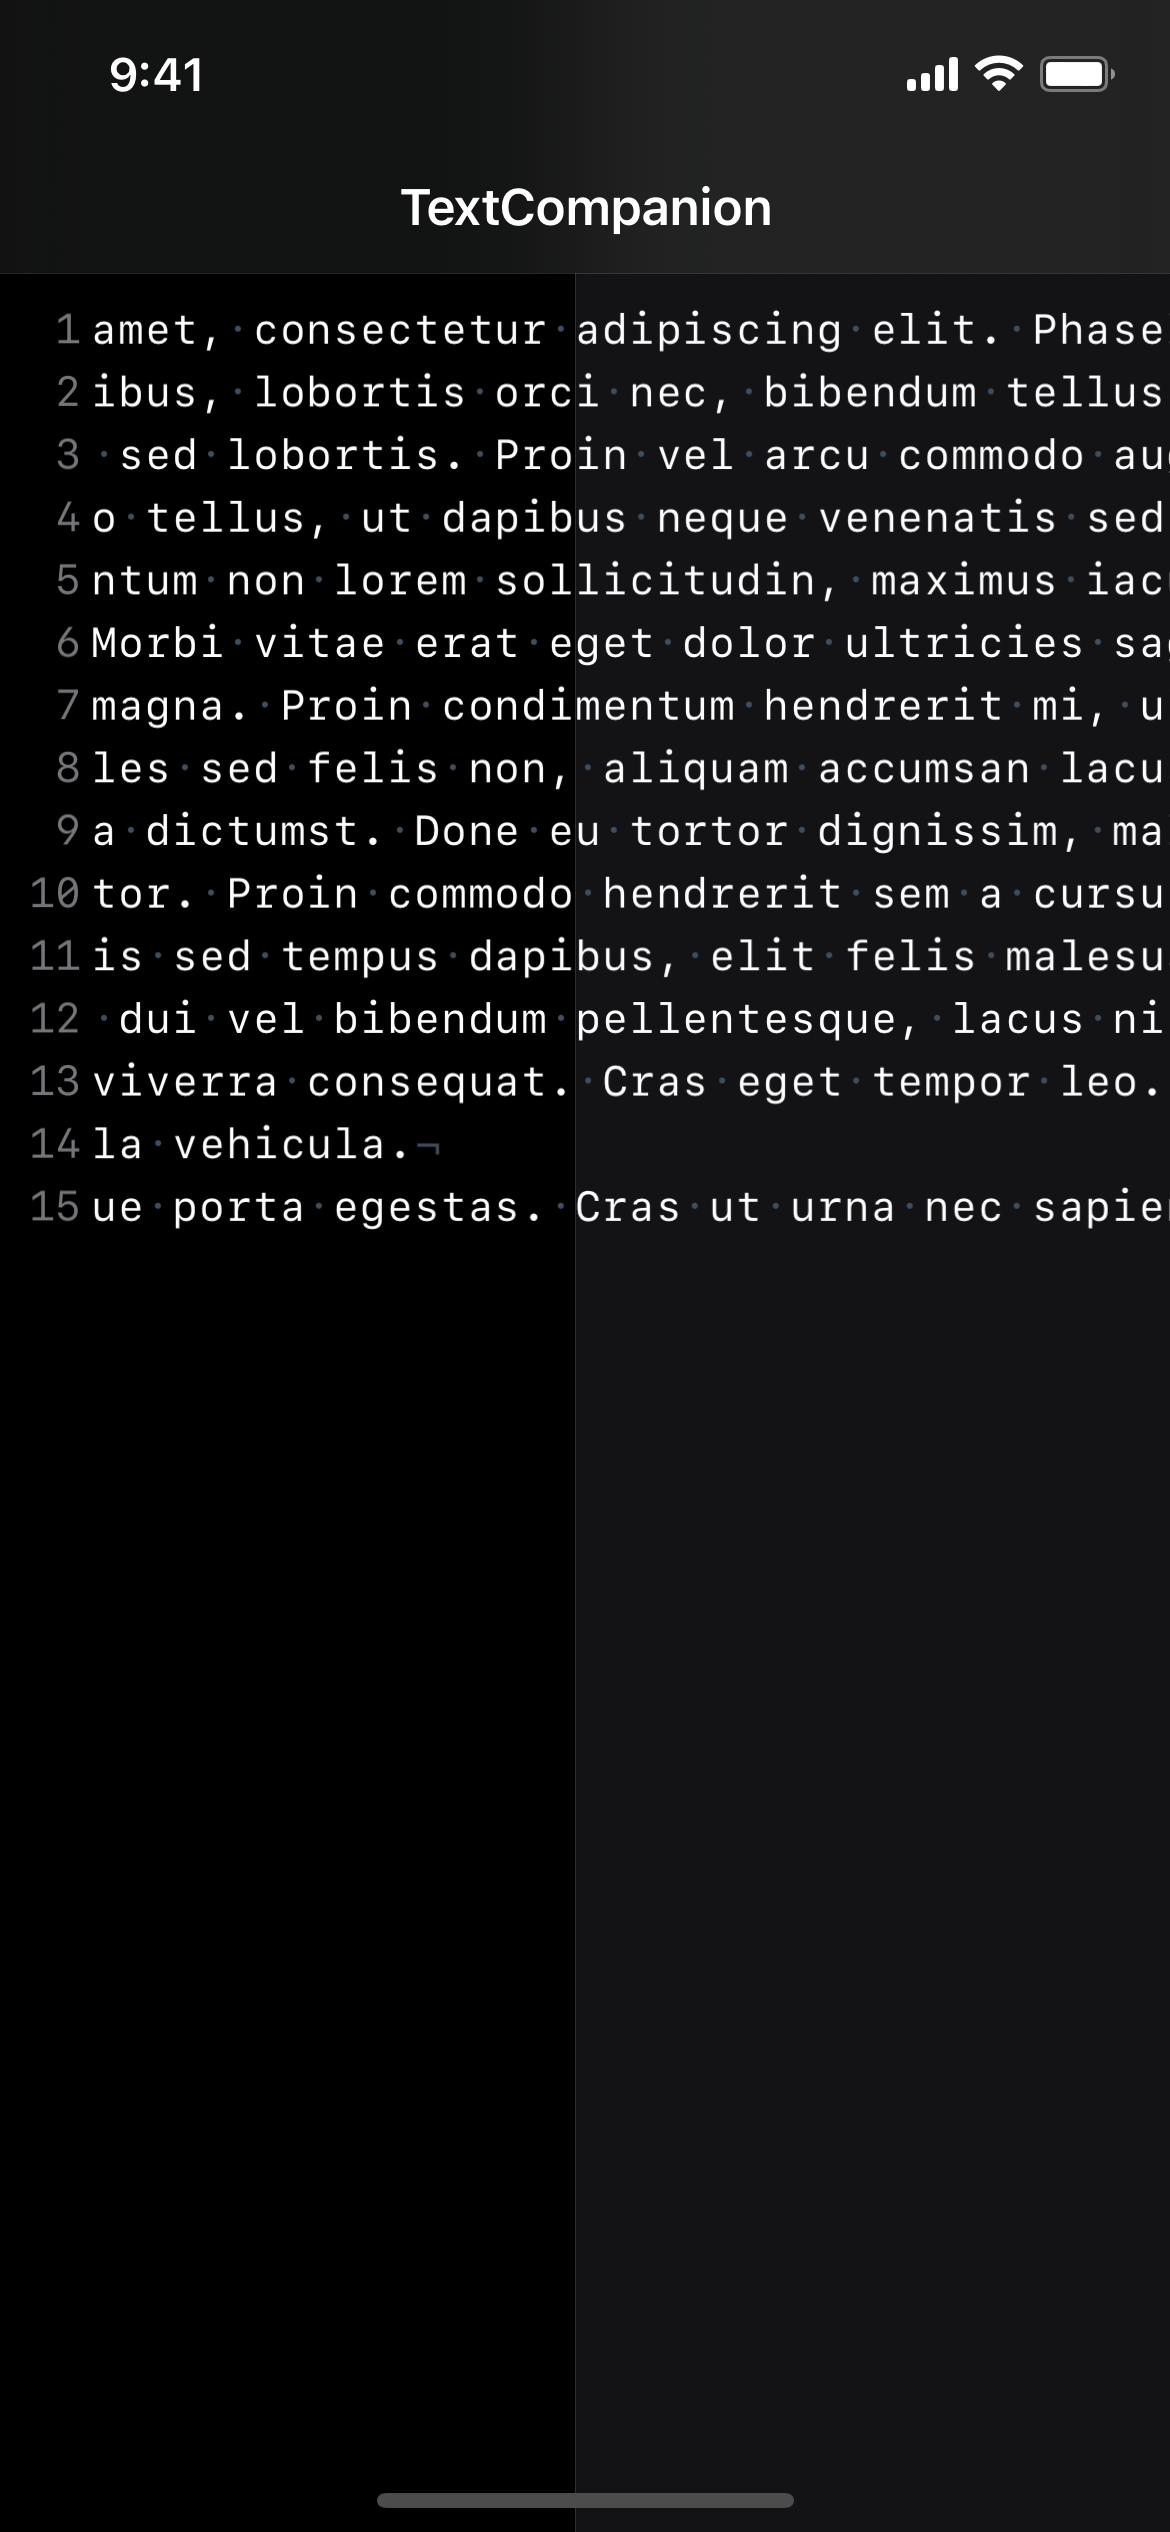 9:41
TextCompanion
1 amet,·consectetur·adipiscing·elit.·Phase
2 ibus,·lobortis·orci·nec,·bibendum·tellus
3 ·sed·lobortis.·Proin·vel·arcu·commodo·au
4 o·tellus,·ut·dapibus·neque·venenatis·sed
5 ntum·non·lorem·sollicitudin,·maximus·iac
6 Morbi·vitae·erat·eget·dolor·ultricies·sa
7 magna.·Proin·condimentum·hendrerit·mi,·u
8 les·sed·felis·non,·aliquam·accumsan·lacu
9 a·dictumst.·Done·eu·tortor·dignissim,·ma
10 tor.·Proin·commodo·hendrerit·sem·a·cursu
11 is·sed·tempus·dapibus,·elit·felis·malesu
12 ·dui·vel·bibendum·pellentesque,·lacus·ni
13 viverra·consequat.·Cras·eget·tempor·leo.
14 la·vehicula.¬
15 ue·porta·egestas.·Cras·ut·urna·nec·sapie